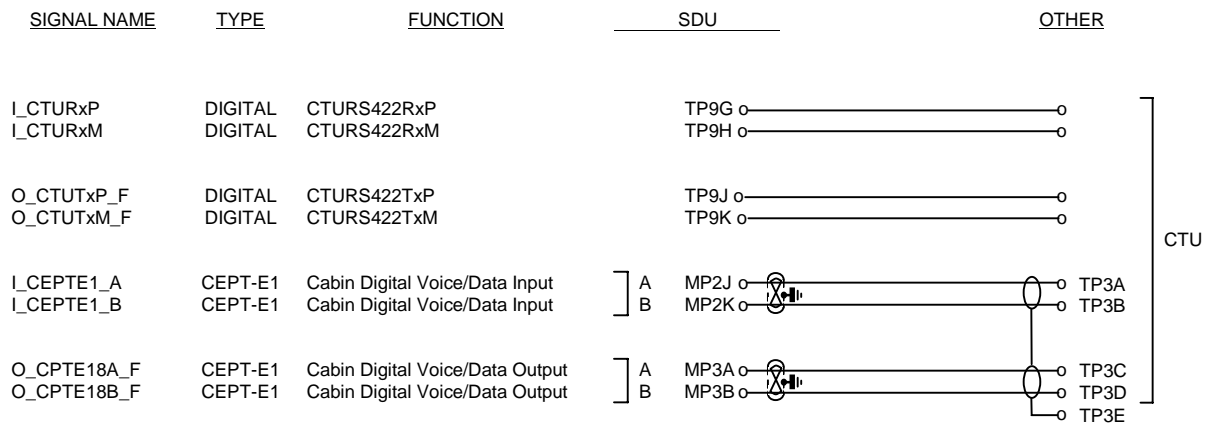 SIGNAL NAME TYPE FUNCTION SDU OTHER
I_CTURxP DIGITAL CTURS422RxP TP9G
I_CTURxM DIGITAL CTURS422RxM TP9H
O_CTUTxP_F DIGITAL CTURS422TxP TP9J
O_CTUTxM_F DIGITAL CTURS422TxM TP9K
CTU
I_CEPTE1_A CEPT-E1 Cabin Digital Voice/Data Input A MP2J TP3A
I_CEPTE1_B CEPT-E1 Cabin Digital Voice/Data Input B MP2K TP3B
O_CPTE18A_F CEPT-E1 Cabin Digital Voice/Data Output A MP3A TP3C
O_CPTE18B_F CEPT-E1 Cabin Digital Voice/Data Output B MP3B TP3D
TP3E